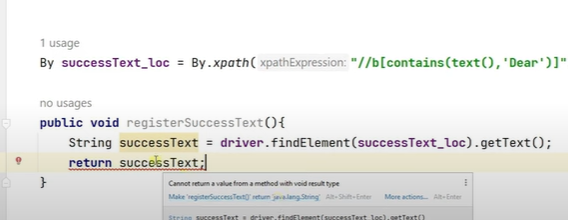 1 usage
By successText_loc = By.xpath( xpathExpression: "//b[contains(text(),'Dear')]"
no usages
public void registerSuccessText(){
String successText = driver.findElement(successText_loc).getText();
return successText;
}
Cannot return a value from a method with void result type
Make 'registerSuccessText()' return 'java.lang.String' Alt+Shift+Enter More actions... Alt+Enter
String successText = driver.findElement(successText_loc).getText()